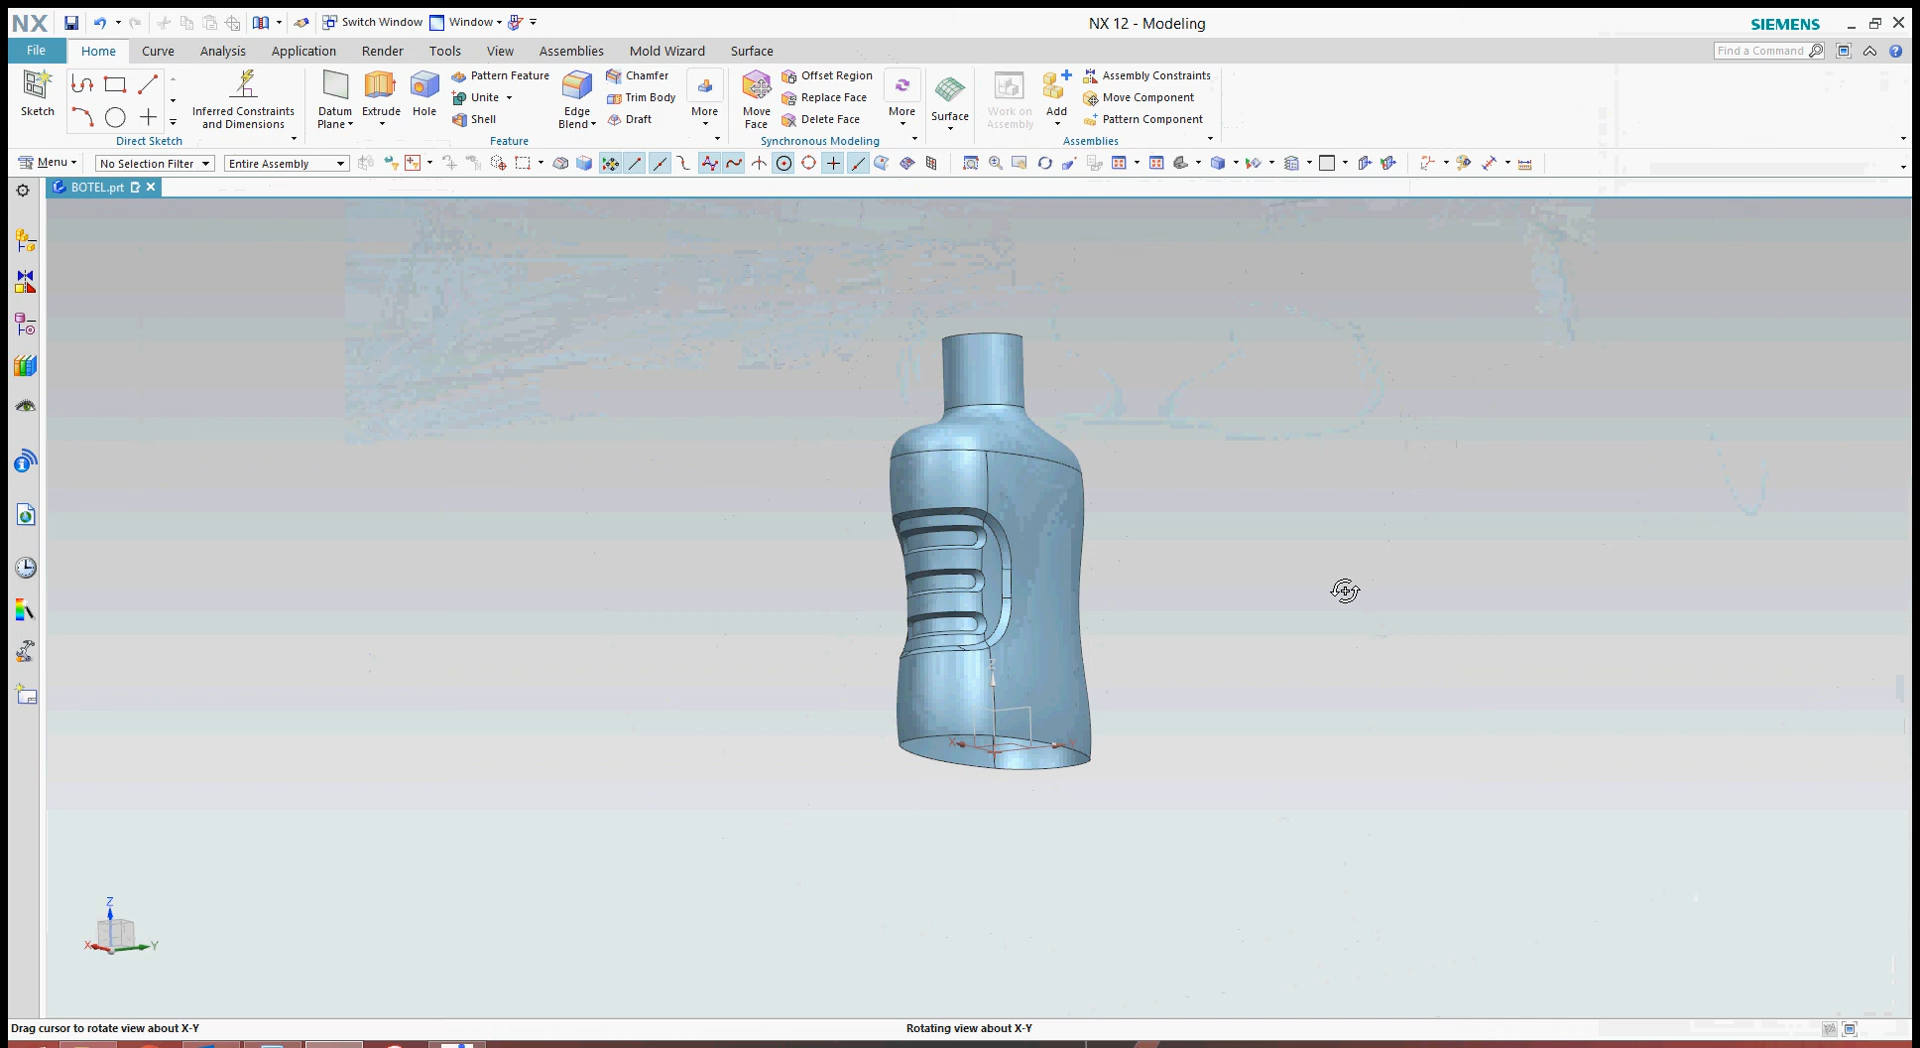 NX
Switch Window
Window
NX 12 - Modeling
SIEMENS
File
Home
Curve
Analysis
Application
Render
Tools
View
Assemblies
Mold Wizard
Surface
Find a Command
Sketch
Direct Sketch
Inferred Constraints
and Dimensions
Datum
Plane
Extrude
Hole
Pattern Feature
Unite
Shell
Edge
Blend
Chamfer
Trim Body
Draft
More
Feature
Move
Face
Offset Region
Replace Face
Delete Face
More
Synchronous Modeling
Surface
Work on
Assembly
Add
Assembly Constraints
Move Component
Pattern Component
Assemblies
Menu
No Selection Filter
Entire Assembly
BOTEL.prt
Z
X
Y
Z
X
Y
Drag cursor to rotate view about X-Y
Rotating view about X-Y